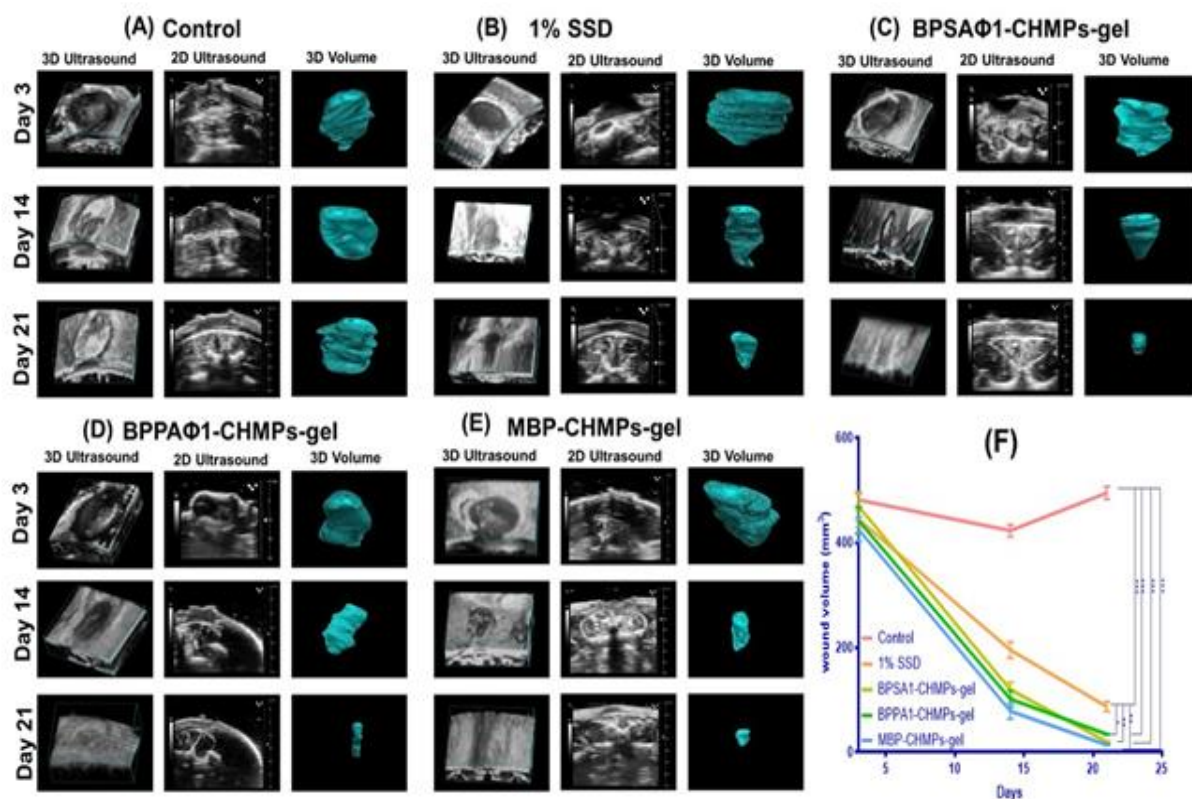 (A) Control
3D Ultrasound 2D Ultrasound 3D Volume
Day 3
Day 14
Day 21
(B) 1% SSD
3D Ultrasound 2D Ultrasound 3D Volume
(C) BPSAΦ1-CHMPs-gel
3D Ultrasound 2D Ultrasound 3D Volume
(D) BPPAΦ1-CHMPs-gel
3D Ultrasound 2D Ultrasound 3D Volume
Day 3
Day 14
Day 21
(E) MBP-CHMPs-gel
3D Ultrasound 2D Ultrasound 3D Volume
(F)
wound volume (mm³)
600
400
200
0
Control
1% SSD
BPSA1-CHMPs-gel
BPPA1-CHMPs-gel
MBP-CHMPs-gel
5 10 15 20 25
Days